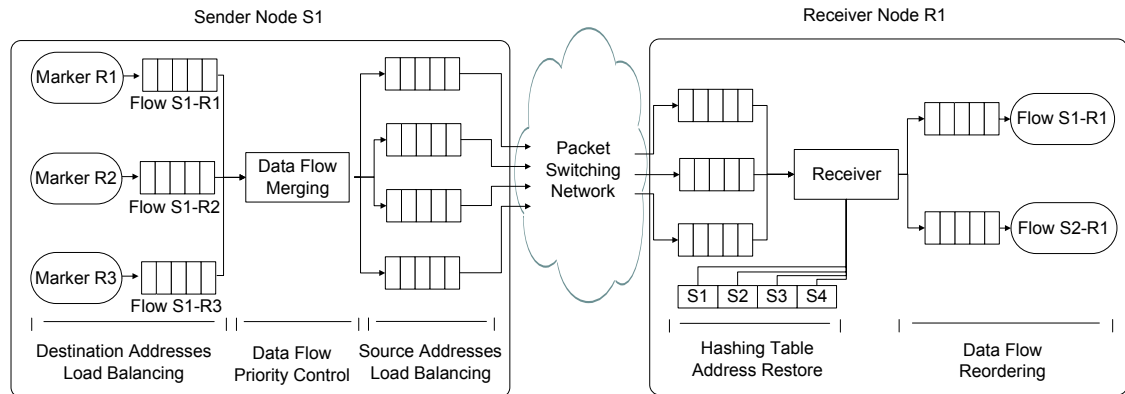 Sender Node S1
Receiver Node R1
Marker R1
Flow S1-R1
Marker R2
Flow S1-R2
Marker R3
Flow S1-R3
Data Flow
Merging
Packet
Switching
Network
Receiver
S1 S2 S3 S4
Flow S1-R1
Flow S2-R1
Destination Addresses
Load Balancing
Data Flow
Priority Control
Source Addresses
Load Balancing
Hashing Table
Address Restore
Data Flow
Reordering